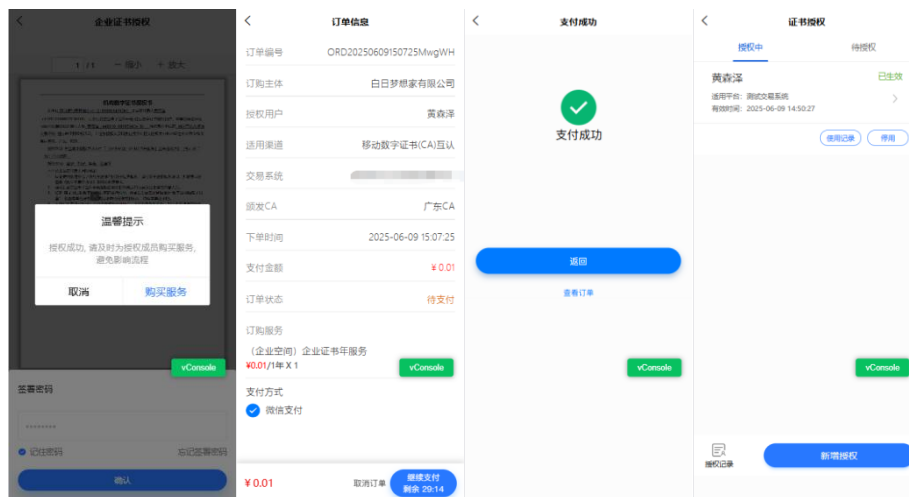 企业证书授权
1 / 1 － 缩小 ＋ 放大
机构数字证书授权书
温馨提示
授权成功, 请及时为授权成员购买服务,
避免影响流程
取消 购买服务
vConsole
签署密码
********
记住密码 忘记签署密码
确认
订单信息
订单编号 ORD20250609150725MwgWH
订购主体 白日梦想家有限公司
授权用户 黄森泽
适用渠道 移动数字证书(CA)互认
交易系统
颁发CA 广东CA
下单时间 2025-06-09 15:07:25
支付金额 ¥ 0.01
订单状态 待支付
订购服务
（企业空间）企业证书年服务
¥0.01/1年 X 1
vConsole
支付方式
微信支付
¥ 0.01 取消订单 继续支付
剩余 29:14
支付成功
支付成功
返回
查看订单
vConsole
证书授权
授权中 待授权
黄森泽 已生效
适用平台: 测试交易系统
有效时间: 2025-06-09 14:50:27
使用记录 停用
vConsole
授权记录 新增授权